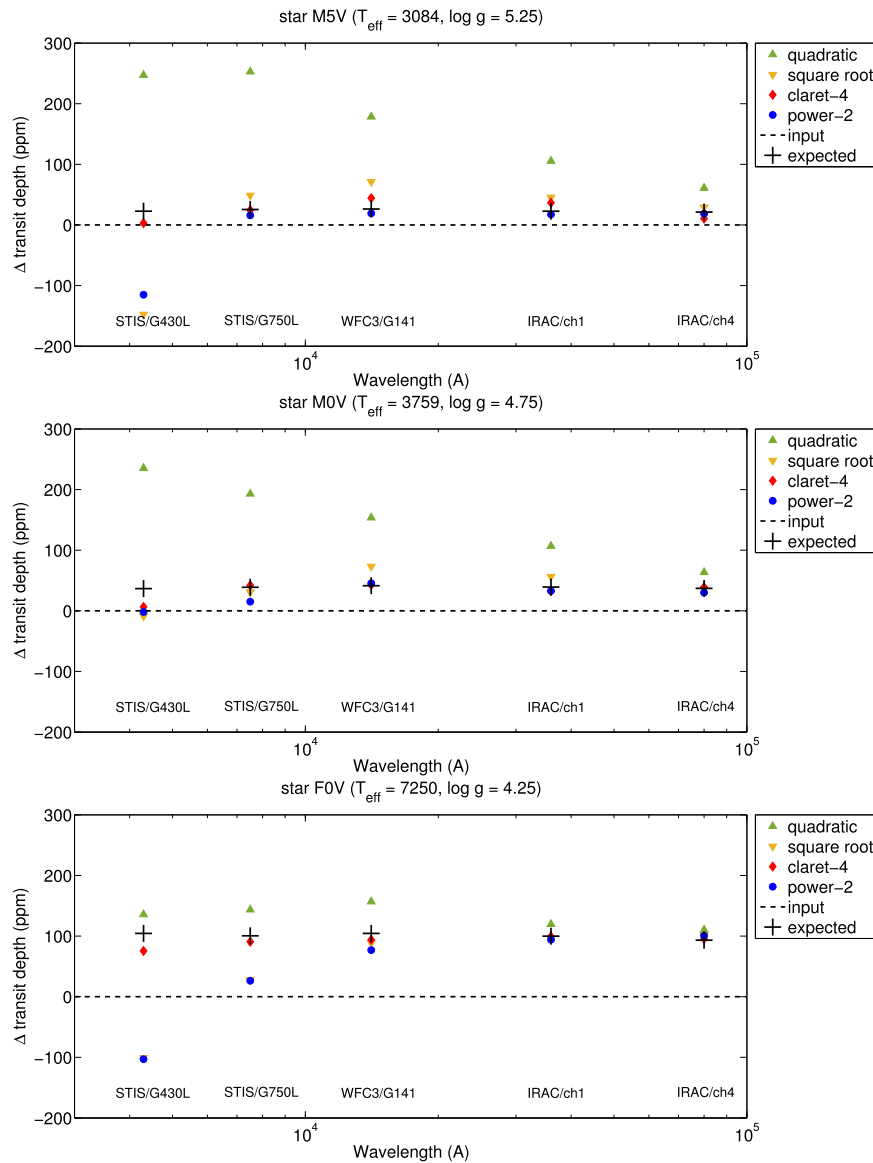 star M5V (Teff = 3084, log g = 5.25)
300
200
100
0
−100
−200
Δ transit depth (ppm)
STIS/G430L
STIS/G750L
WFC3/G141
IRAC/ch1
IRAC/ch4
10^4
10^5
Wavelength (A)
quadratic
square root
claret−4
power−2
input
expected
star M0V (Teff = 3759, log g = 4.75)
300
200
100
0
−100
−200
Δ transit depth (ppm)
STIS/G430L
STIS/G750L
WFC3/G141
IRAC/ch1
IRAC/ch4
10^4
10^5
Wavelength (A)
quadratic
square root
claret−4
power−2
input
expected
star F0V (Teff = 7250, log g = 4.25)
300
200
100
0
−100
−200
Δ transit depth (ppm)
STIS/G430L
STIS/G750L
WFC3/G141
IRAC/ch1
IRAC/ch4
10^4
10^5
Wavelength (A)
quadratic
square root
claret−4
power−2
input
expected